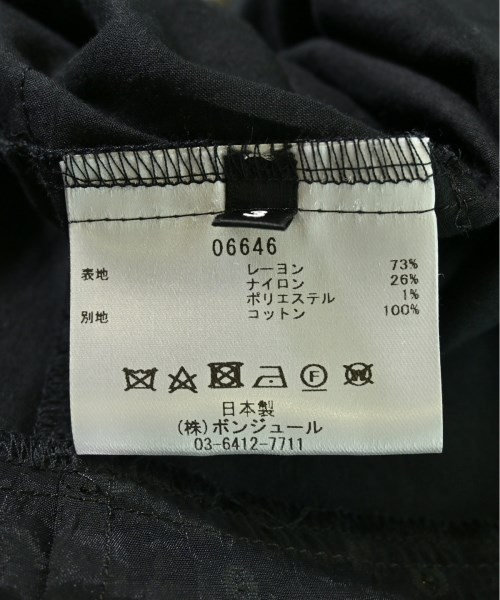 3
06646
表地 レーヨン 73%
ナイロン 26%
ポリエステル 1%
別地 コットン 100%
F W
日本製
(株)ボンジュール
03-6412-7711